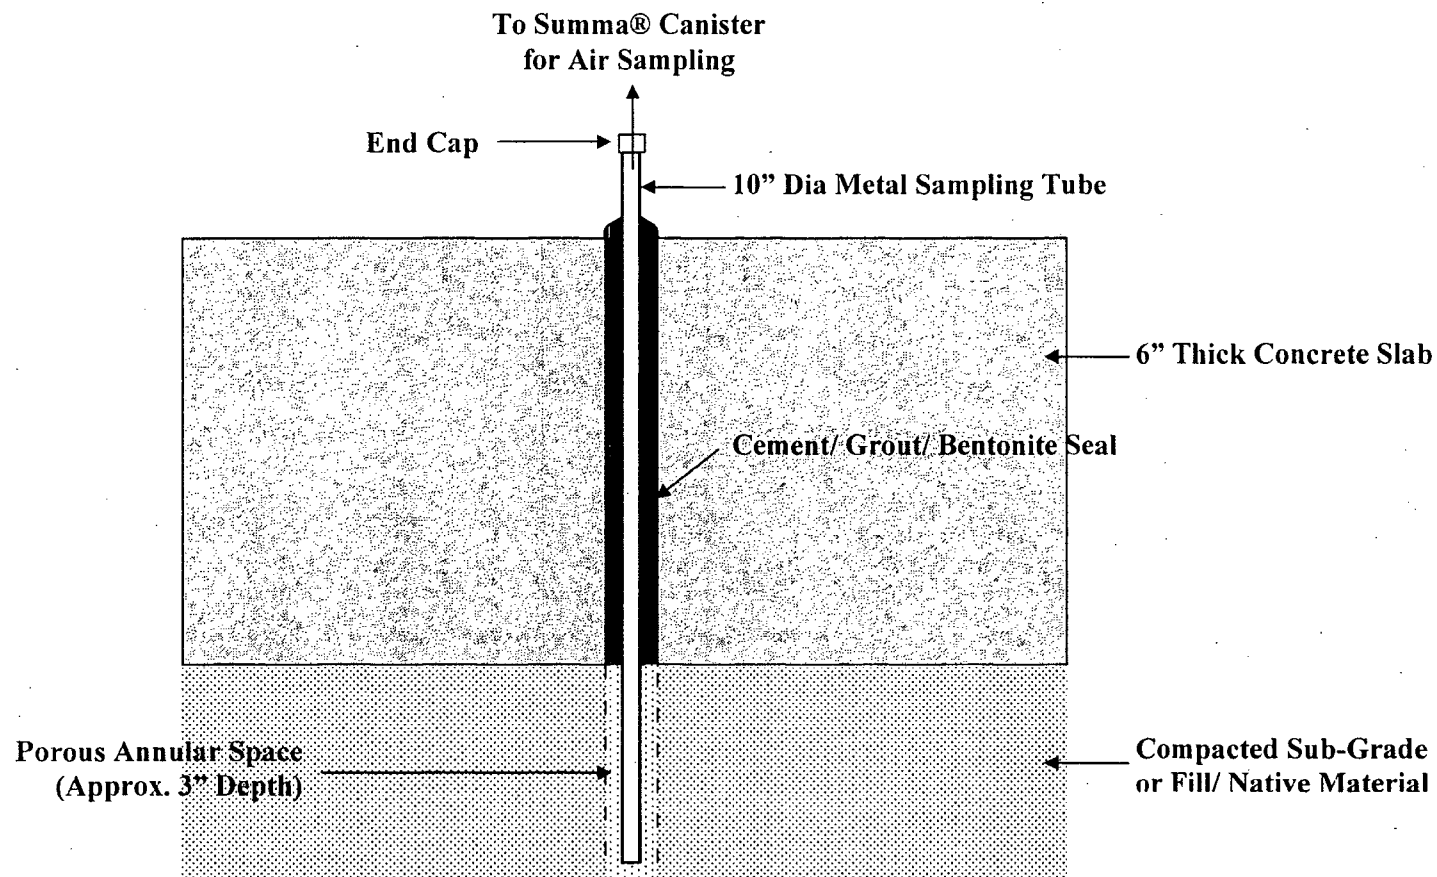 To Summa® Canister
for Air Sampling
End Cap
10” Dia Metal Sampling Tube
6” Thick Concrete Slab
Cement/ Grout/ Bentonite Seal
Porous Annular Space
(Approx. 3” Depth)
Compacted Sub-Grade
or Fill/ Native Material